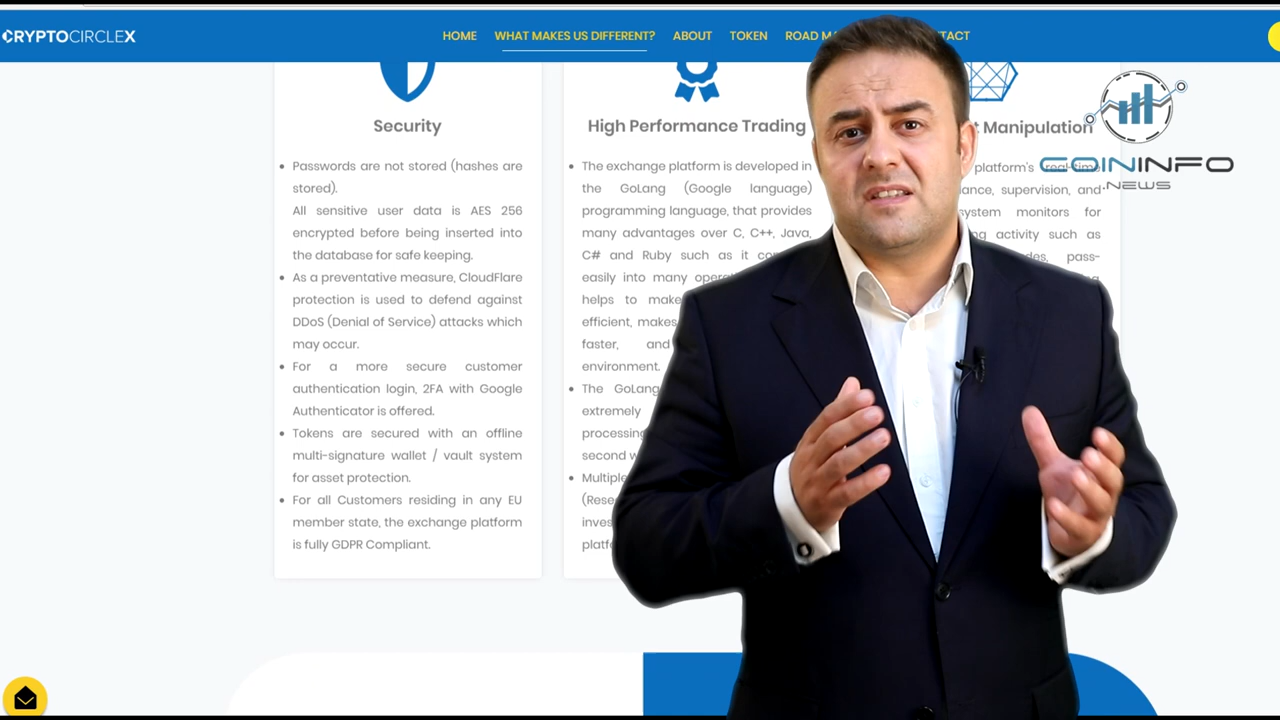 CRYPTOCIRCLEX
HOME WHAT MAKES US DIFFERENT? ABOUT TOKEN ROAD
Security
Passwords are not stored (hashes are
stored).
All sensitive user data is AES 256
encrypted before being inserted into
the database for safe keeping.
As a preventative measure, CloudFlare
protection is used to defend against
DDoS (Denial of Service) attacks which
may occur.
For a more secure customer
authentication login, 2FA with Google
Authenticator is offered.
Tokens are secured with an offline
multi-signature wallet / vault system
for asset protection.
For all Customers residing in any EU
member state, the exchange platform
is fully GDPR Compliant.
High Performance Trading
The exchange platform is developed in
the GoLang (Google language)
programming language, that provides
many advantages over C, C++, Java,
C# and Ruby such as it
easily into many
helps to make
efficient, makes
faster, and
environment.
The GoLang
extremely
processing
second
Multiple
Manipulation
platform's real-time
supervision, and
system monitors for
activity such as
pass-
COININFO
NEWS